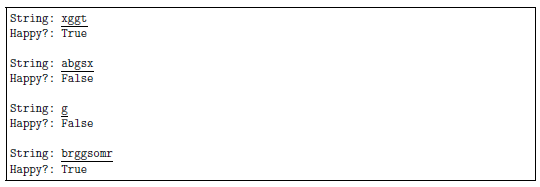 String: xggt
Happy?: True
String: abgsx
Happy?: False
String: g
Happy?: False
String: brggsomr
Happy?: True